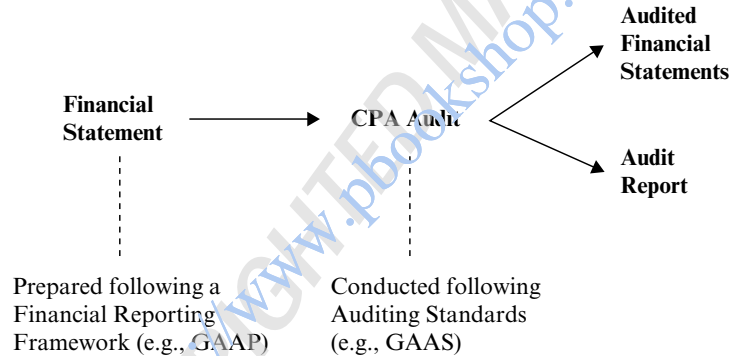 Financial
Statement
CPA Audit
Audited
Financial
Statements
Audit
Report
Prepared following a
Financial Reporting
Framework (e.g., GAAP)
Conducted following
Auditing Standards
(e.g., GAAS)